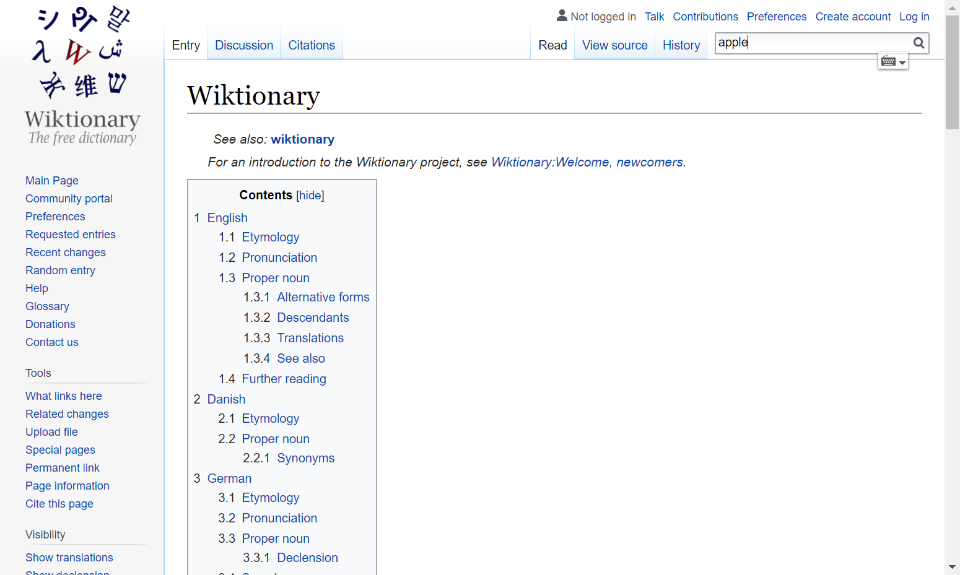 Not logged in Talk Contributions Preferences Create account Log in
Entry Discussion Citations Read View source History apple
Wiktionary
The free dictionary
Main Page
Community portal
Preferences
Requested entries
Recent changes
Random entry
Help
Glossary
Donations
Contact us
Tools
What links here
Related changes
Upload file
Special pages
Permanent link
Page information
Cite this page
Visibility
Show translations
Wiktionary
See also: wiktionary
For an introduction to the Wiktionary project, see Wiktionary:Welcome, newcomers.
Contents [hide]
1 English
1.1 Etymology
1.2 Pronunciation
1.3 Proper noun
1.3.1 Alternative forms
1.3.2 Descendants
1.3.3 Translations
1.3.4 See also
1.4 Further reading
2 Danish
2.1 Etymology
2.2 Proper noun
2.2.1 Synonyms
3 German
3.1 Etymology
3.2 Pronunciation
3.3 Proper noun
3.3.1 Declension